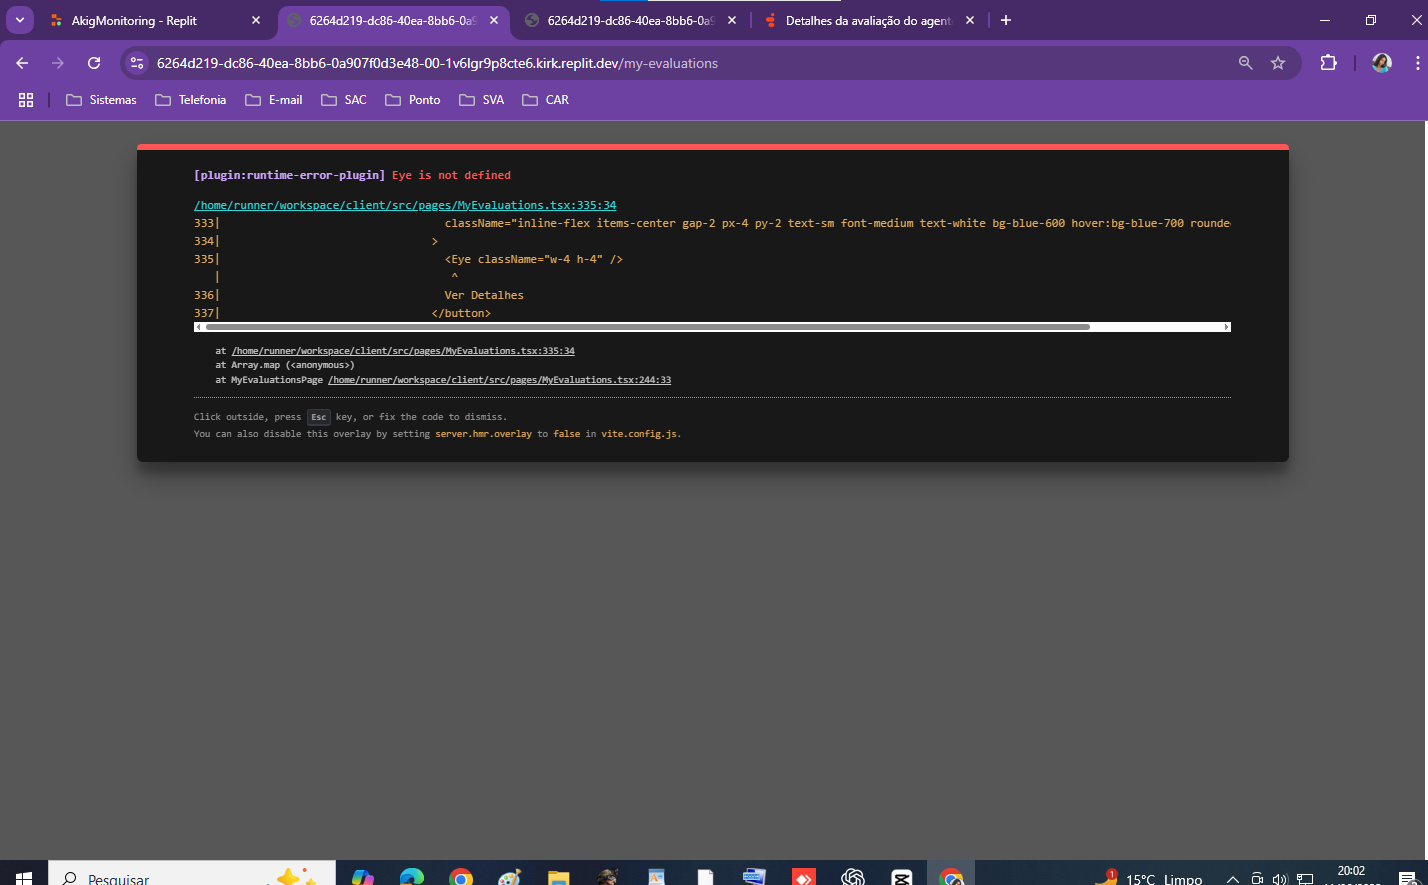 AkigMonitoring - Replit
6264d219-dc86-40ea-8bb6-0a9
6264d219-dc86-40ea-8bb6-0a9
Detalhes da avaliação do agent
6264d219-dc86-40ea-8bb6-0a907f0d3e48-00-1v6lgr9p8cte6.kirk.replit.dev/my-evaluations
Sistemas Telefonia E-mail SAC Ponto SVA CAR
[plugin:runtime-error-plugin] Eye is not defined
/home/runner/workspace/client/src/pages/MyEvaluations.tsx:335:34
333| className="inline-flex items-center gap-2 px-4 py-2 text-sm font-medium text-white bg-blue-600 hover:bg-blue-700 rounde
334| >
335| <Eye className="w-4 h-4" />
| ^
336| Ver Detalhes
337| </button>
at /home/runner/workspace/client/src/pages/MyEvaluations.tsx:335:34
at Array.map (<anonymous>)
at MyEvaluationsPage /home/runner/workspace/client/src/pages/MyEvaluations.tsx:244:33
Click outside, press Esc key, or fix the code to dismiss.
You can also disable this overlay by setting server.hmr.overlay to false in vite.config.js.
Pesquisar
1
15°C Limpo
20:02